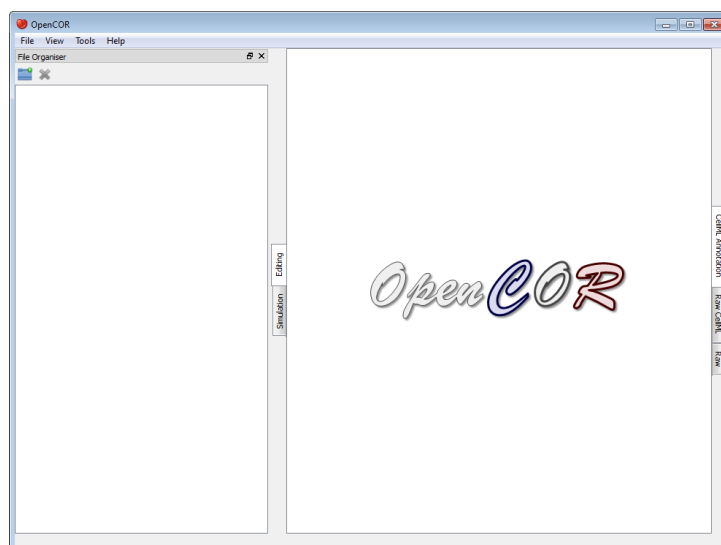 OpenCOR
File View Tools Help
File Organiser
Editing
Simulation
OpenCOR
CellML Annotation
Raw CellML
Raw